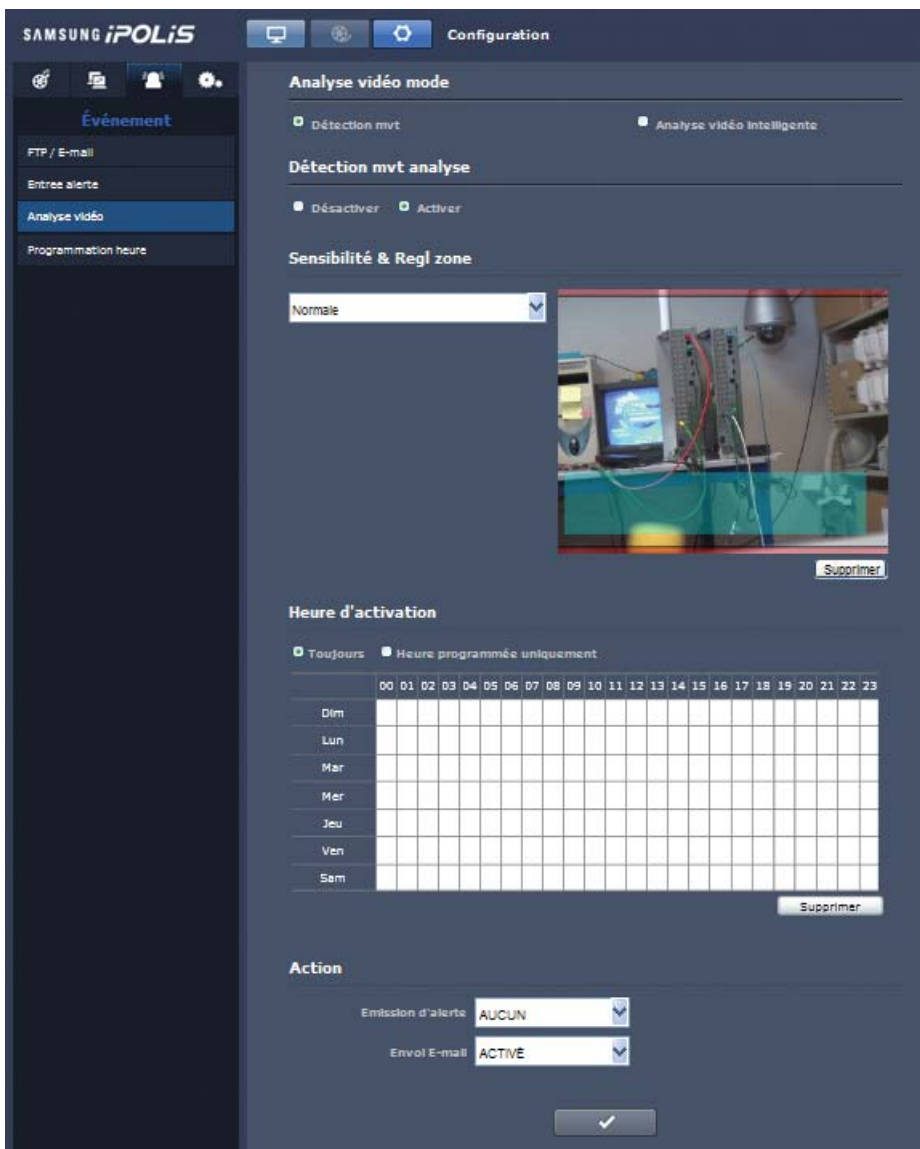 SAMSUNG iPOLiS
Configuration
Événement
FTP / E-mail
Entree alerte
Analyse vidéo
Programmation heure
Analyse vidéo mode
Détection mvt
Analyse vidéo intelligente
Détection mvt analyse
Désactiver
Activer
Sensibilité & Regl zone
Normale
Supprimer
Heure d'activation
Toujours
Heure programmée uniquement
00 01 02 03 04 05 06 07 08 09 10 11 12 13 14 15 16 17 18 19 20 21 22 23
Dim
Lun
Mar
Mer
Jeu
Ven
Sam
Supprimer
Action
Emission d'alerte AUCUN
Envoi E-mail ACTIVÉ